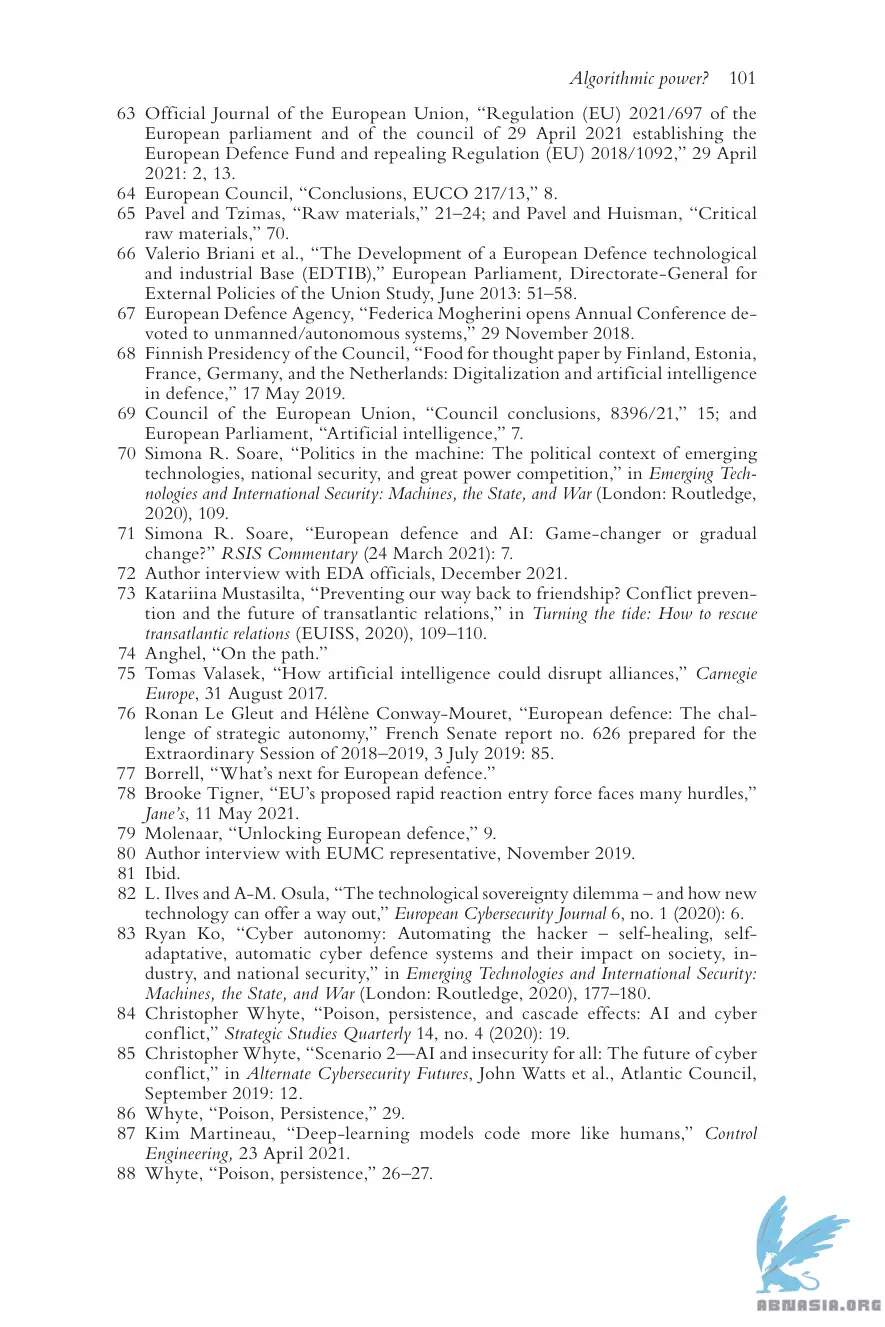 Algorithmic power? 101
63 Official Journal of the European Union, “Regulation (EU) 2021/697 of the
European parliament and of the council of 29 April 2021 establishing the
European Defence Fund and repealing Regulation (EU) 2018/1092,” 29 April
2021: 2, 13.
64 European Council, “Conclusions, EUCO 217/13,” 8.
65 Pavel and Tzimas, “Raw materials,” 21–24; and Pavel and Huisman, “Critical
raw materials,” 70.
66 Valerio Briani et al., “The Development of a European Defence technological
and industrial Base (EDTIB),” European Parliament, Directorate-General for
External Policies of the Union Study, June 2013: 51–58.
67 European Defence Agency, “Federica Mogherini opens Annual Conference de-
voted to unmanned/autonomous systems,” 29 November 2018.
68 Finnish Presidency of the Council, “Food for thought paper by Finland, Estonia,
France, Germany, and the Netherlands: Digitalization and artificial intelligence
in defence,” 17 May 2019.
69 Council of the European Union, “Council conclusions, 8396/21,” 15; and
European Parliament, “Artificial intelligence,” 7.
70 Simona R. Soare, “Politics in the machine: The political context of emerging
technologies, national security, and great power competition,” in Emerging Tech-
nologies and International Security: Machines, the State, and War (London: Routledge,
2020), 109.
71 Simona R. Soare, “European defence and AI: Game-changer or gradual
change?” RSIS Commentary (24 March 2021): 7.
72 Author interview with EDA officials, December 2021.
73 Katariina Mustasilta, “Preventing our way back to friendship? Conflict preven-
tion and the future of transatlantic relations,” in Turning the tide: How to rescue
transatlantic relations (EUISS, 2020), 109–110.
74 Anghel, “On the path.”
75 Tomas Valasek, “How artificial intelligence could disrupt alliances,” Carnegie
Europe, 31 August 2017.
76 Ronan Le Gleut and Hélène Conway-Mouret, “European defence: The chal-
lenge of strategic autonomy,” French Senate report no. 626 prepared for the
Extraordinary Session of 2018–2019, 3 July 2019: 85.
77 Borrell, “What’s next for European defence.”
78 Brooke Tigner, “EU’s proposed rapid reaction entry force faces many hurdles,”
Jane’s, 11 May 2021.
79 Molenaar, “Unlocking European defence,” 9.
80 Author interview with EUMC representative, November 2019.
81 Ibid.
82 L. Ilves and A-M. Osula, “The technological sovereignty dilemma – and how new
technology can offer a way out,” European Cybersecurity Journal 6, no. 1 (2020): 6.
83 Ryan Ko, “Cyber autonomy: Automating the hacker – self-healing, self-
adaptative, automatic cyber defence systems and their impact on society, in-
dustry, and national security,” in Emerging Technologies and International Security:
Machines, the State, and War (London: Routledge, 2020), 177–180.
84 Christopher Whyte, “Poison, persistence, and cascade effects: AI and cyber
conflict,” Strategic Studies Quarterly 14, no. 4 (2020): 19.
85 Christopher Whyte, “Scenario 2—AI and insecurity for all: The future of cyber
conflict,” in Alternate Cybersecurity Futures, John Watts et al., Atlantic Council,
September 2019: 12.
86 Whyte, “Poison, Persistence,” 29.
87 Kim Martineau, “Deep-learning models code more like humans,” Control
Engineering, 23 April 2021.
88 Whyte, “Poison, persistence,” 26–27.
ABNASIA.ORG